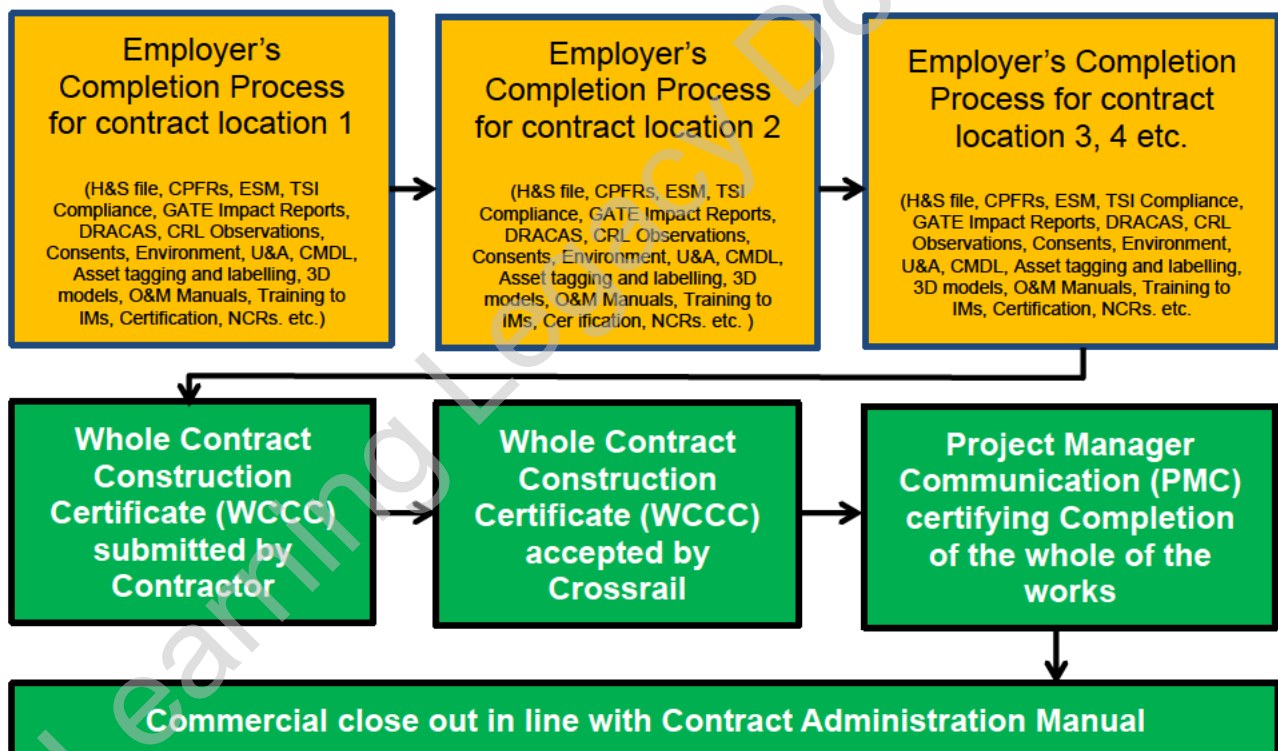 Employer's
Completion Process
for contract location 1
(H&S file, CPFRs, ESM, TSI
Compliance, GATE Impact Reports,
DRACAS, CRL Observations,
Consents, Environment, U&A, CMDL,
Asset tagging and labelling, 3D
models, O&M Manuals, Training to
IMs, Certification, NCRs. etc.)
Employer's
Completion Process
for contract location 2
(H&S file, CPFRs, ESM, TSI
Compliance, GATE Impact Reports,
DRACAS, CRL Observations,
Consents, Environment, U&A, CMDL,
Asset tagging and labelling, 3D
models, O&M Manuals, Training to
IMs, Cer ification, NCRs. etc. )
Employer's Completion
Process for contract
location 3, 4 etc.
(H&S file, CPFRs, ESM, TSI Compliance,
GATE Impact Reports, DRACAS, CRL
Observations, Consents, Environment,
U&A, CMDL, Asset tagging and labelling,
3D models, O&M Manuals, Training to
IMs, Certification, NCRs. etc.
Whole Contract
Construction
Certificate (WCCC)
submitted by
Contractor
Whole Contract
Construction
Certificate (WCCC)
accepted by
Crossrail
Project Manager
Communication (PMC)
certifying Completion
of the whole of the
works
Commercial close out in line with Contract Administration Manual
Learning Legacy